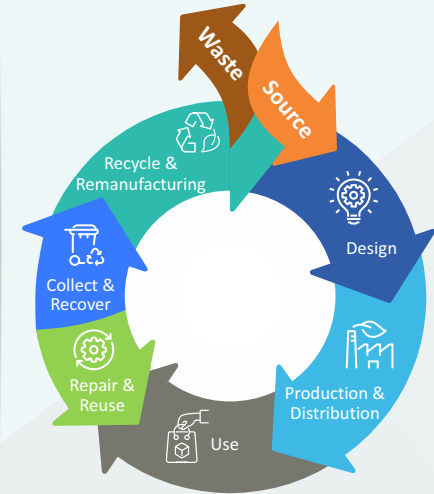 Waste
Source
Design
Production &
Distribution
Use
Repair &
Reuse
Collect &
Recover
Recycle &
Remanufacturing